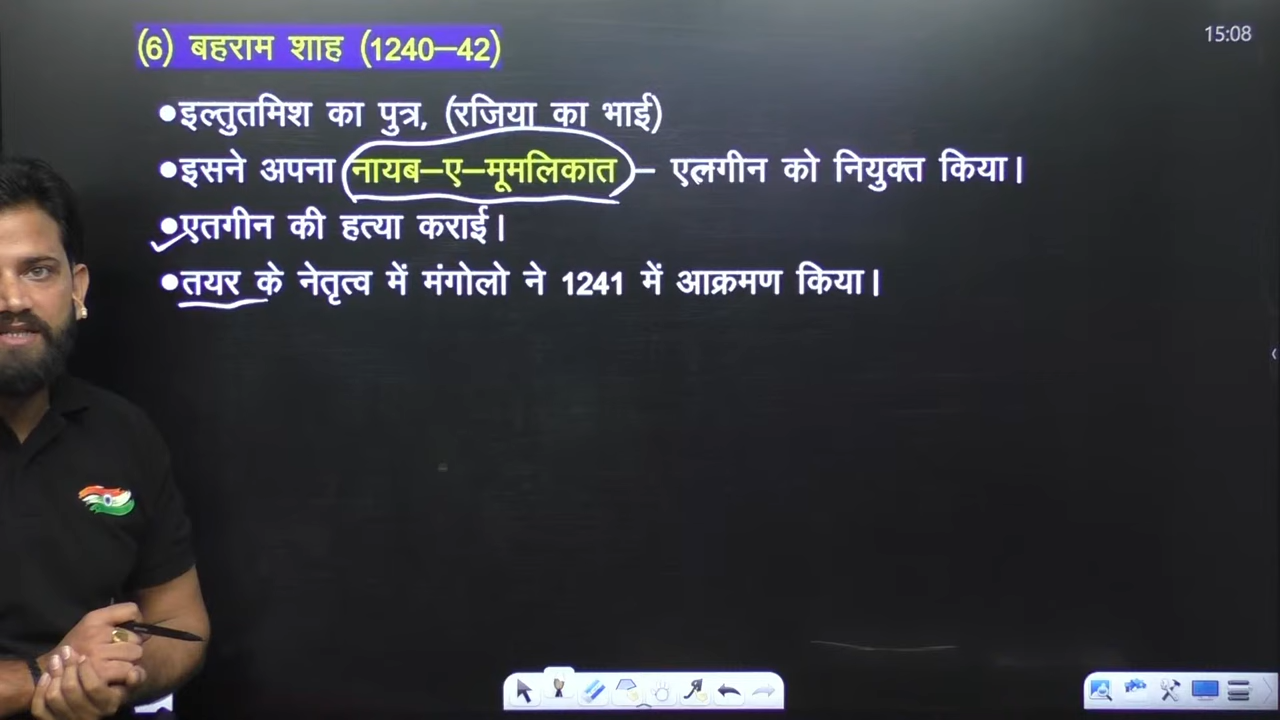 15:08
(6) बहराम शाह (1240–42)
•इल्तुतमिश का पुत्र, (रजिया का भाई)
•इसने अपना नायब–ए–मूमलिकात – एलगीन को नियुक्त किया।
•एतगीन की हत्या कराई।
•तयर के नेतृत्व में मंगोलो ने 1241 में आक्रमण किया।